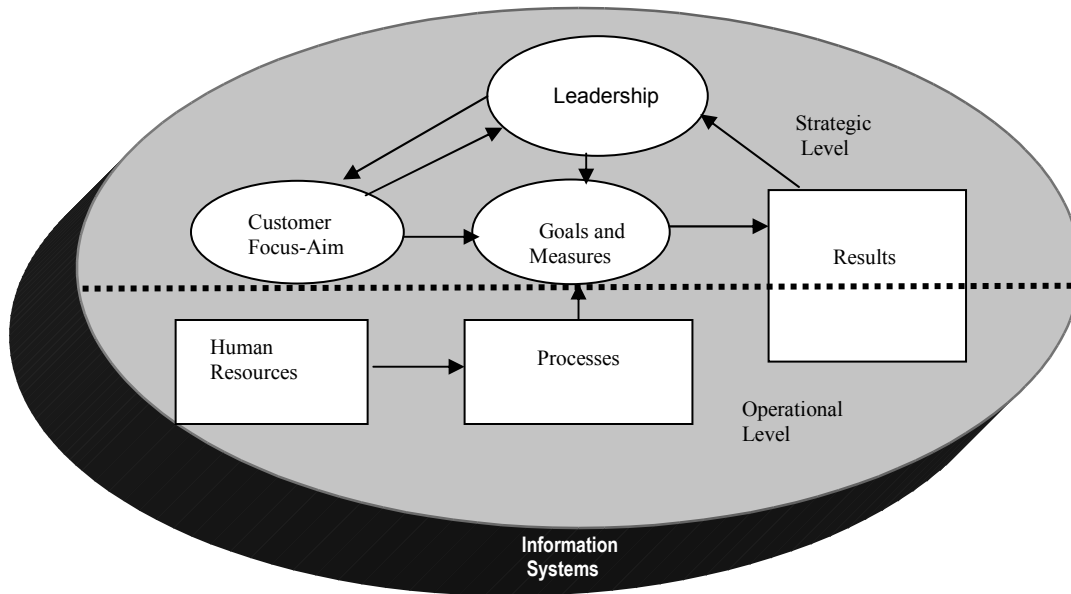 Leadership
Strategic
Level
Customer
Focus-Aim
Goals and
Measures
Results
Human
Resources
Processes
Operational
Level
Information
Systems